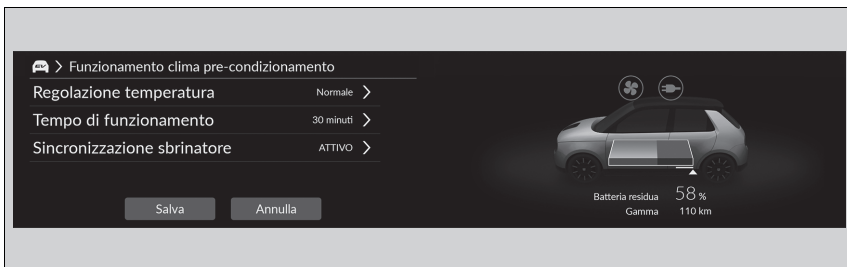 EV > Funzionamento clima pre-condizionamento
Regolazione temperatura Normale >
Tempo di funzionamento 30 minuti >
Sincronizzazione sbrinatore ATTIVO >
Salva Annulla
Batteria residua 58 %
Gamma 110 km